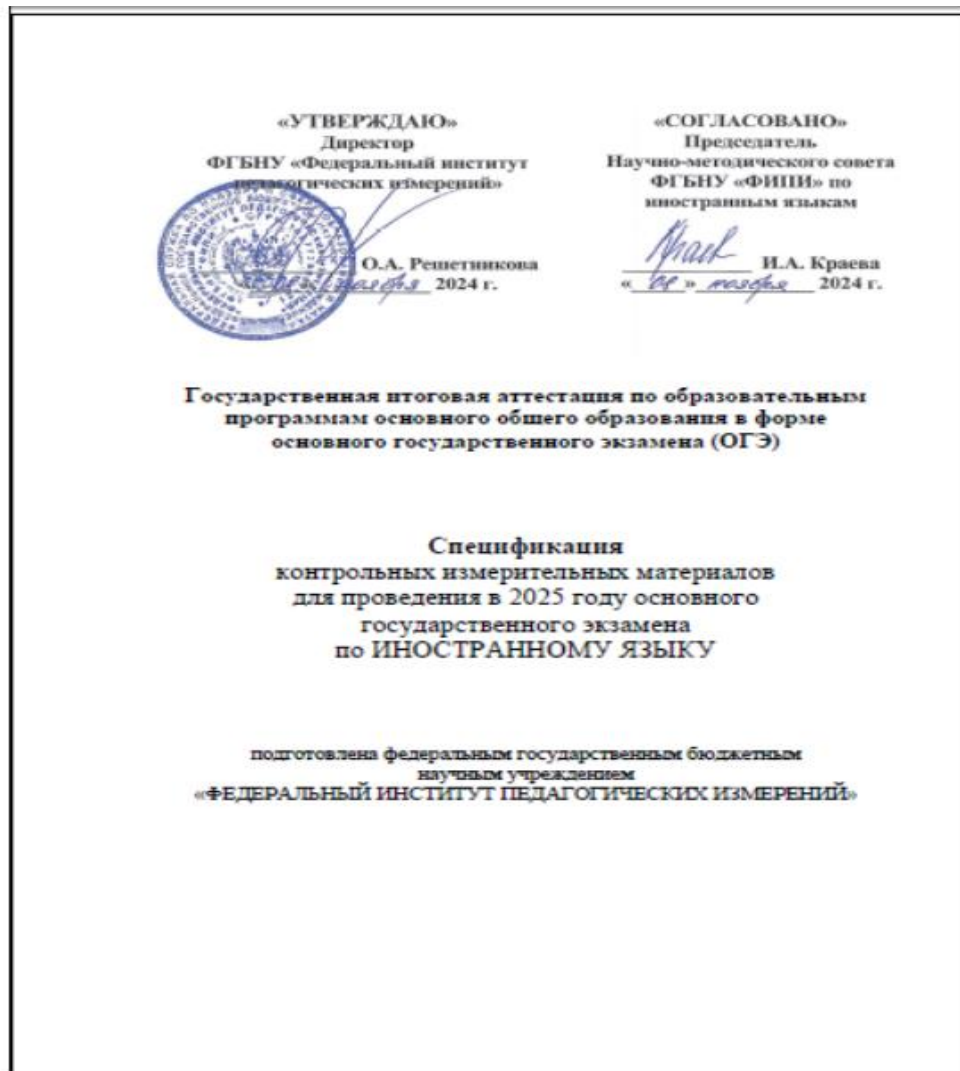 «УТВЕРЖДАЮ»
Директор
ФГБНУ «Федеральный институт
педагогических измерений»
О.А. Решетникова
ноября 2024 г.
«СОГЛАСОВАНО»
Председатель
Научно-методического совета
ФГБНУ «ФИПИ» по
иностранным языкам
И.А. Краева
« » ноября 2024 г.
Государственная итоговая аттестация по образовательным
программам основного общего образования в форме
основного государственного экзамена (ОГЭ)
Спецификация
контрольных измерительных материалов
для проведения в 2025 году основного
государственного экзамена
по ИНОСТРАННОМУ ЯЗЫКУ
подготовлена федеральным государственным бюджетным
научным учреждением
«ФЕДЕРАЛЬНЫЙ ИНСТИТУТ ПЕДАГОГИЧЕСКИХ ИЗМЕРЕНИЙ»